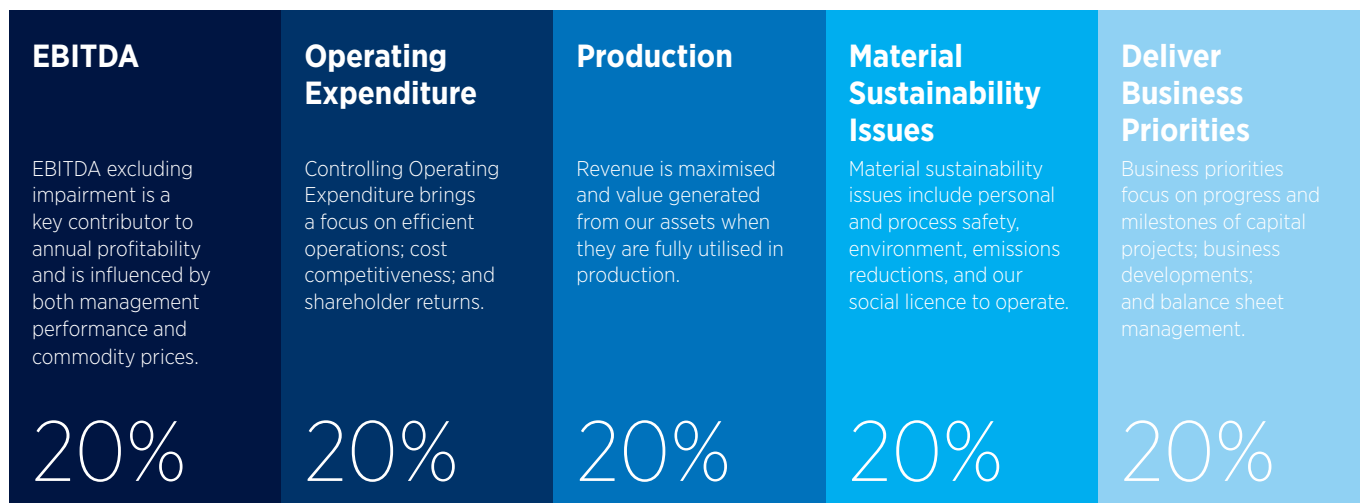 EBITDA
EBITDA excluding
impairment is a
key contributor to
annual profitability
and is influenced by
both management
performance and
commodity prices.
20%
Operating
Expenditure
Controlling Operating
Expenditure brings
a focus on efficient
operations; cost
competitiveness; and
shareholder returns.
20%
Production
Revenue is maximised
and value generated
from our assets when
they are fully utilised in
production.
20%
Material
Sustainability
Issues
Material sustainability
issues include personal
and process safety,
environment, emissions
reductions, and our
social licence to operate.
20%
Deliver
Business
Priorities
Business priorities
focus on progress and
milestones of capital
projects; business
developments;
and balance sheet
management.
20%